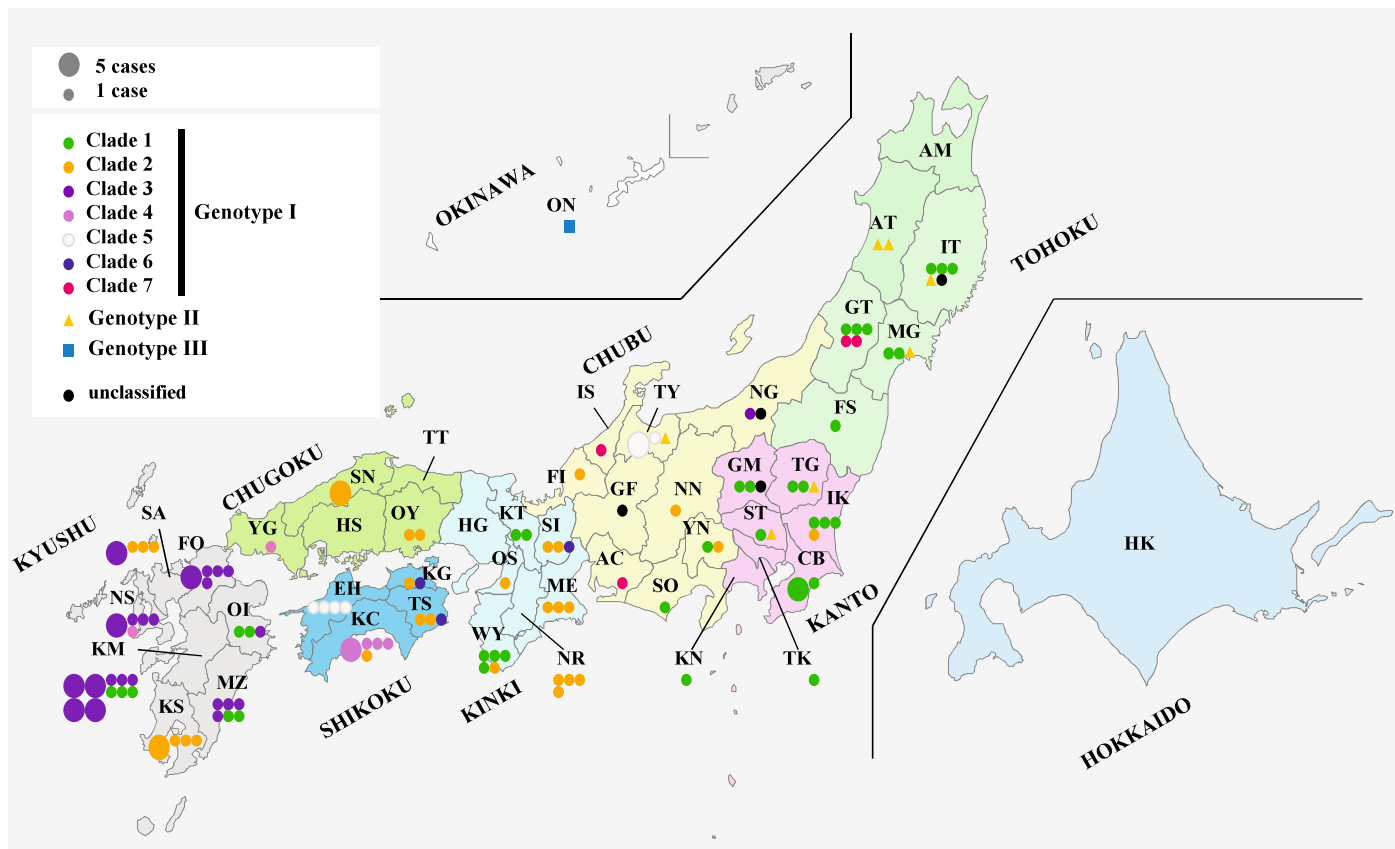 5 cases
1 case
Clade 1
Clade 2
Clade 3
Clade 4
Clade 5
Clade 6
Clade 7
Genotype I
Genotype II
Genotype III
unclassified
OKINAWA
ON
AM
AT
IT
TOHOKU
GT
MG
FS
CHUBU
IS
TY
NG
FI
GF
NN
YN
AC
SO
GM
TG
IK
ST
CB
KANTO
KN
TK
HK
HOKKAIDO
CHUGOKU
TT
SN
YG
HS
OY
HG
KT
SI
OS
ME
WY
NR
KINKI
KG
EH
TS
KC
SHIKOKU
KYUSHU
SA
FO
NS
OI
KM
MZ
KS